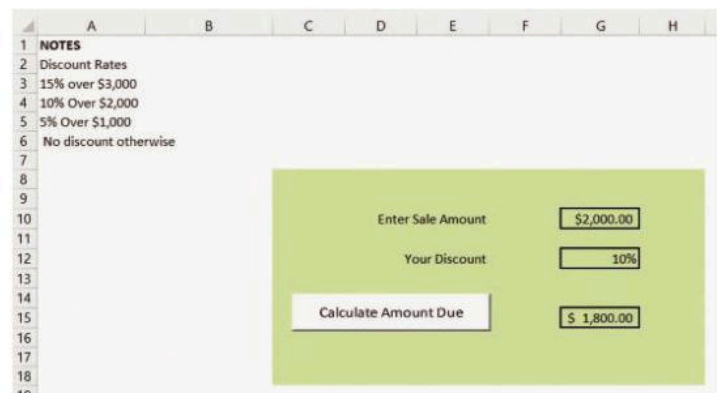 A B C D E F G H
1 NOTES
2 Discount Rates
3 15% over $3,000
4 10% Over $2,000
5 5% Over $1,000
6 No discount otherwise
7
8
9
10 Enter Sale Amount $2,000.00
11
12 Your Discount 10%
13
14
15 Calculate Amount Due $ 1,800.00
16
17
18
19